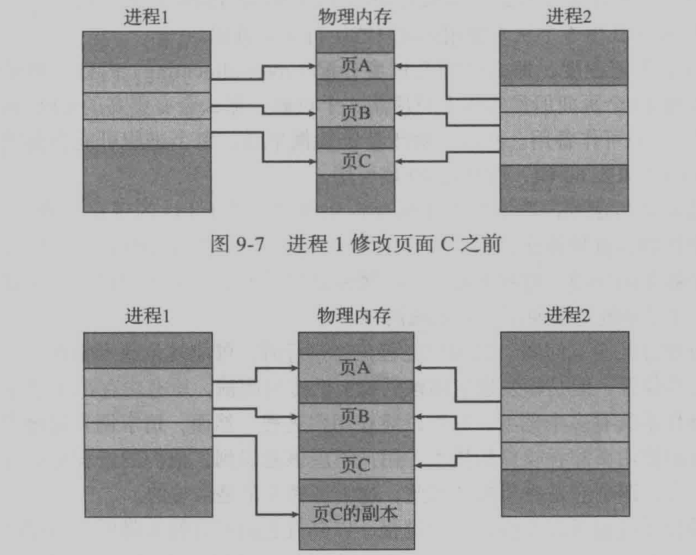 进程1 物理内存 进程2
页A
页B
页C
图 9-7 进程 1 修改页面 C 之前
进程1 物理内存 进程2
页A
页B
页C
页C的副本